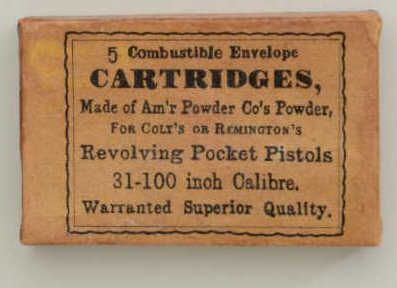 5 Combustible Envelope
CARTRIDGES,
Made of Am'r Powder Co's Powder,
FOR COLT'S OR REMINGTON'S
Revolving Pocket Pistols
31-100 inch Calibre.
Warranted Superior Quality.